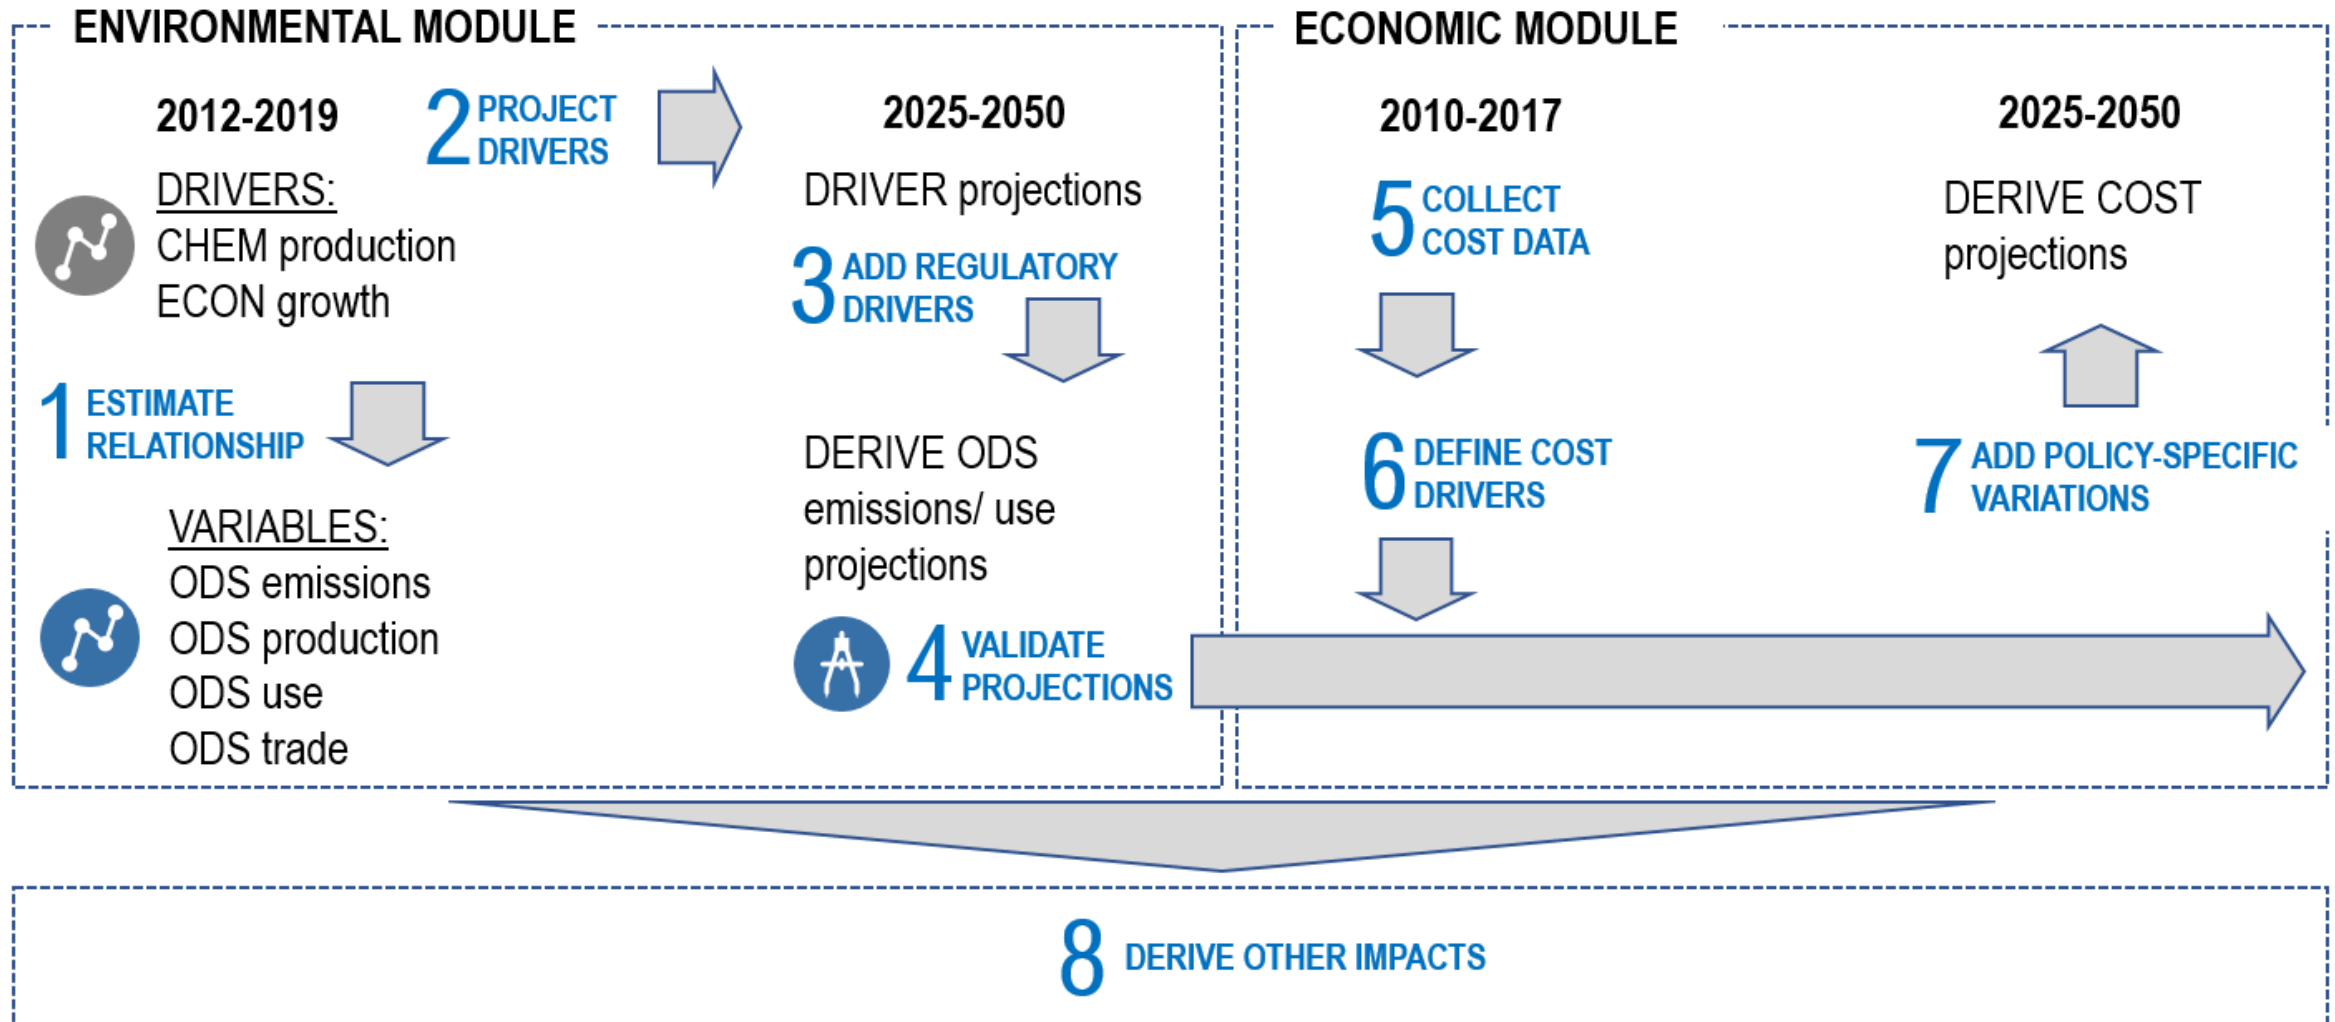 ENVIRONMENTAL MODULE
2012-2019
2 PROJECT
DRIVERS
DRIVERS:
CHEM production
ECON growth
1 ESTIMATE
RELATIONSHIP
VARIABLES:
ODS emissions
ODS production
ODS use
ODS trade
2025-2050
DRIVER projections
3 ADD REGULATORY
DRIVERS
DERIVE ODS
emissions/ use
projections
4 VALIDATE
PROJECTIONS
ECONOMIC MODULE
2010-2017
5 COLLECT
COST DATA
6 DEFINE COST
DRIVERS
2025-2050
DERIVE COST
projections
7 ADD POLICY-SPECIFIC
VARIATIONS
8 DERIVE OTHER IMPACTS